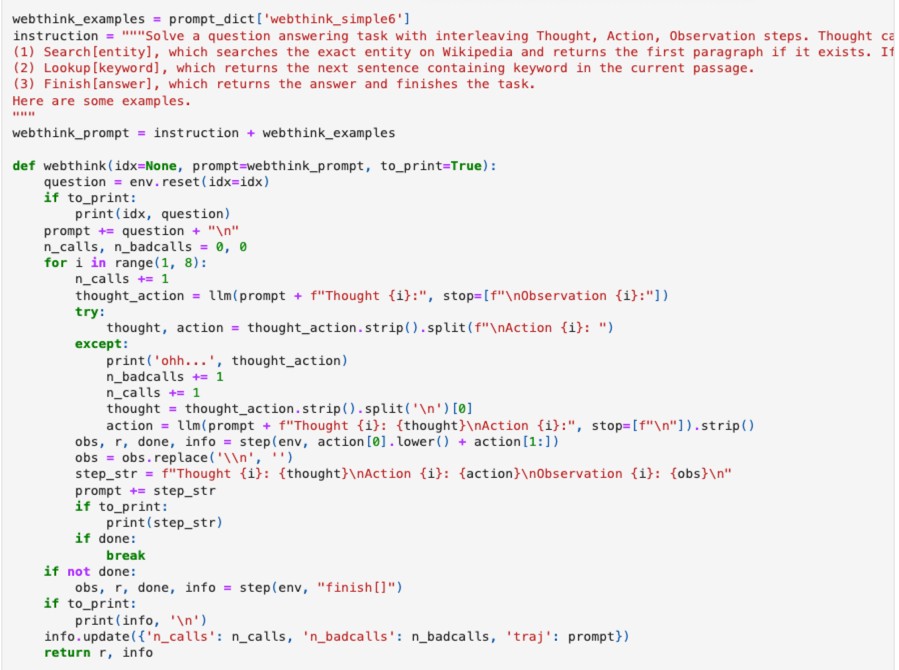 webthink_examples = prompt_dict['webthink_simple6']
instruction = """Solve a question answering task with interleaving Thought, Action, Observation steps. Thought ca
(1) Search[entity], which searches the exact entity on Wikipedia and returns the first paragraph if it exists. If
(2) Lookup[keyword], which returns the next sentence containing keyword in the current passage.
(3) Finish[answer], which returns the answer and finishes the task.
Here are some examples.
"""
webthink_prompt = instruction + webthink_examples

def webthink(idx=None, prompt=webthink_prompt, to_print=True):
    question = env.reset(idx=idx)
    if to_print:
        print(idx, question)
    prompt += question + "\n"
    n_calls, n_badcalls = 0, 0
    for i in range(1, 8):
        n_calls += 1
        thought_action = llm(prompt + f"Thought {i}:", stop=[f"\nObservation {i}:"])
        try:
            thought, action = thought_action.strip().split(f"\nAction {i}: ")
        except:
            print('ohh...', thought_action)
            n_badcalls += 1
            n_calls += 1
            thought = thought_action.strip().split('\n')[0]
            action = llm(prompt + f"Thought {i}: {thought}\nAction {i}:", stop=[f"\n"]).strip()
        obs, r, done, info = step(env, action[0].lower() + action[1:])
        obs = obs.replace('\\n', '')
        step_str = f"Thought {i}: {thought}\nAction {i}: {action}\nObservation {i}: {obs}\n"
        prompt += step_str
        if to_print:
            print(step_str)
        if done:
            break
    if not done:
        obs, r, done, info = step(env, "finish[]")
    if to_print:
        print(info, '\n')
    info.update({'n_calls': n_calls, 'n_badcalls': n_badcalls, 'traj': prompt})
    return r, info